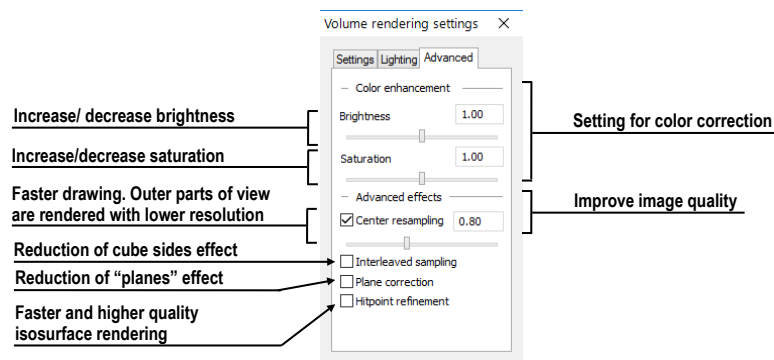 Volume rendering settings
Settings Lighting Advanced
Color enhancement
Increase/ decrease brightness
Brightness 1.00
Setting for color correction
Increase/decrease saturation
Saturation 1.00
Faster drawing. Outer parts of view
are rendered with lower resolution
Advanced effects
Improve image quality
Center resampling 0.80
Reduction of cube sides effect
Interleaved sampling
Reduction of “planes” effect
Plane correction
Hitpoint refinement
Faster and higher quality
isosurface rendering